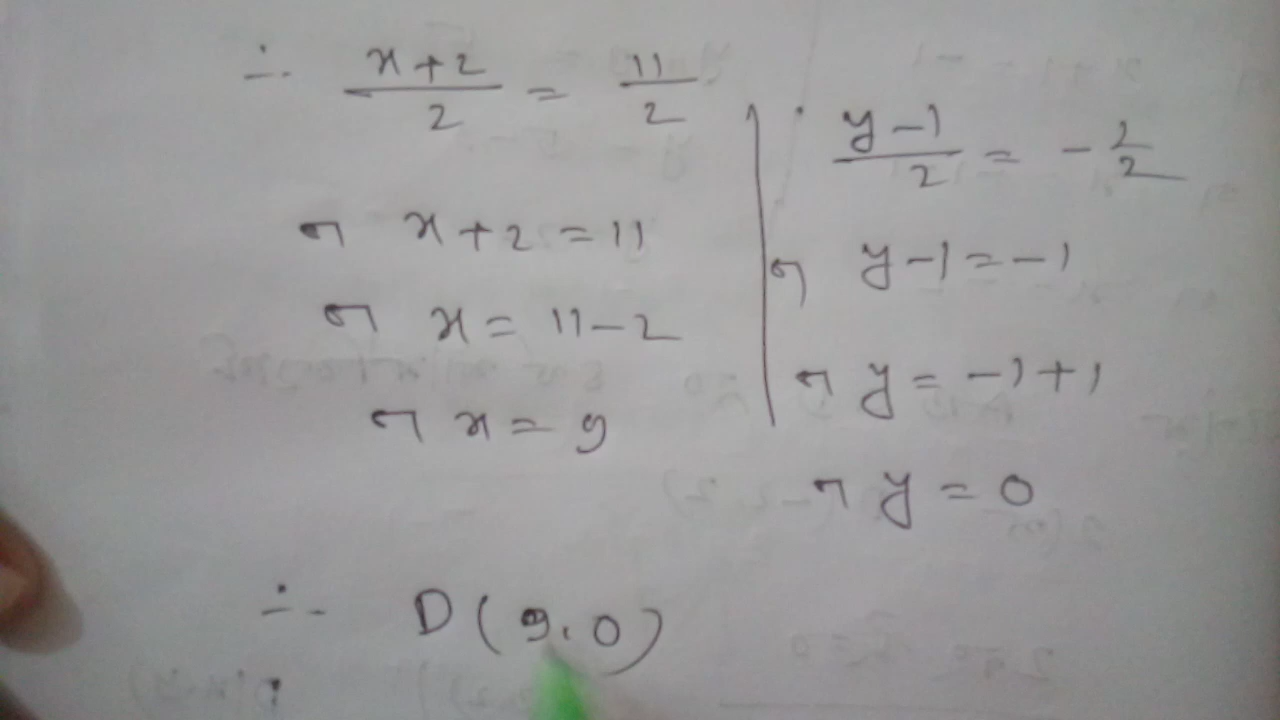 ∴ x+2/2 = 11/2
বা x+2 = 11
বা x = 11-2
বা x = 9
y-1/2 = -2/2
বা y-1 = -1
বা y = -1+1
বা y = 0
∴ D(9,0)